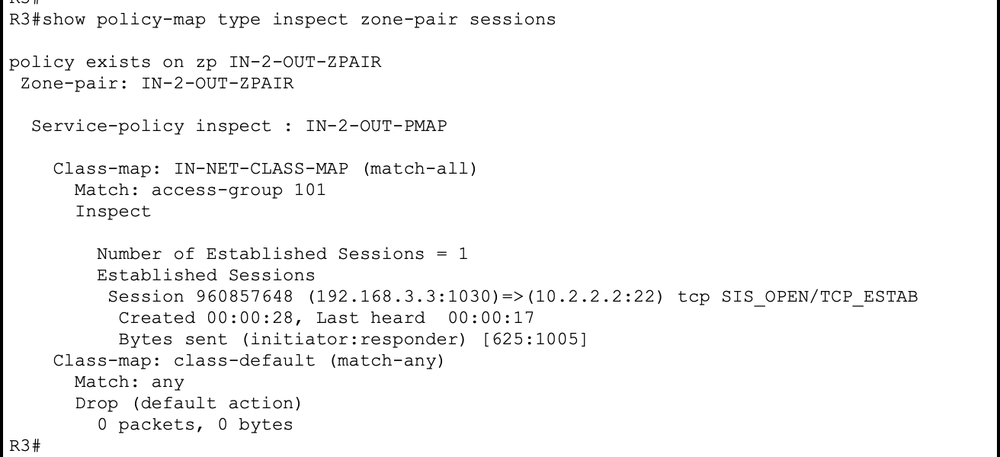 R3#
R3#show policy-map type inspect zone-pair sessions
policy exists on zp IN-2-OUT-ZPAIR
Zone-pair: IN-2-OUT-ZPAIR
Service-policy inspect : IN-2-OUT-PMAP
Class-map: IN-NET-CLASS-MAP (match-all)
Match: access-group 101
Inspect
Number of Established Sessions = 1
Established Sessions
Session 960857648 (192.168.3.3:1030)=>(10.2.2.2:22) tcp SIS_OPEN/TCP_ESTAB
Created 00:00:28, Last heard 00:00:17
Bytes sent (initiator:responder) [625:1005]
Class-map: class-default (match-any)
Match: any
Drop (default action)
0 packets, 0 bytes
R3#